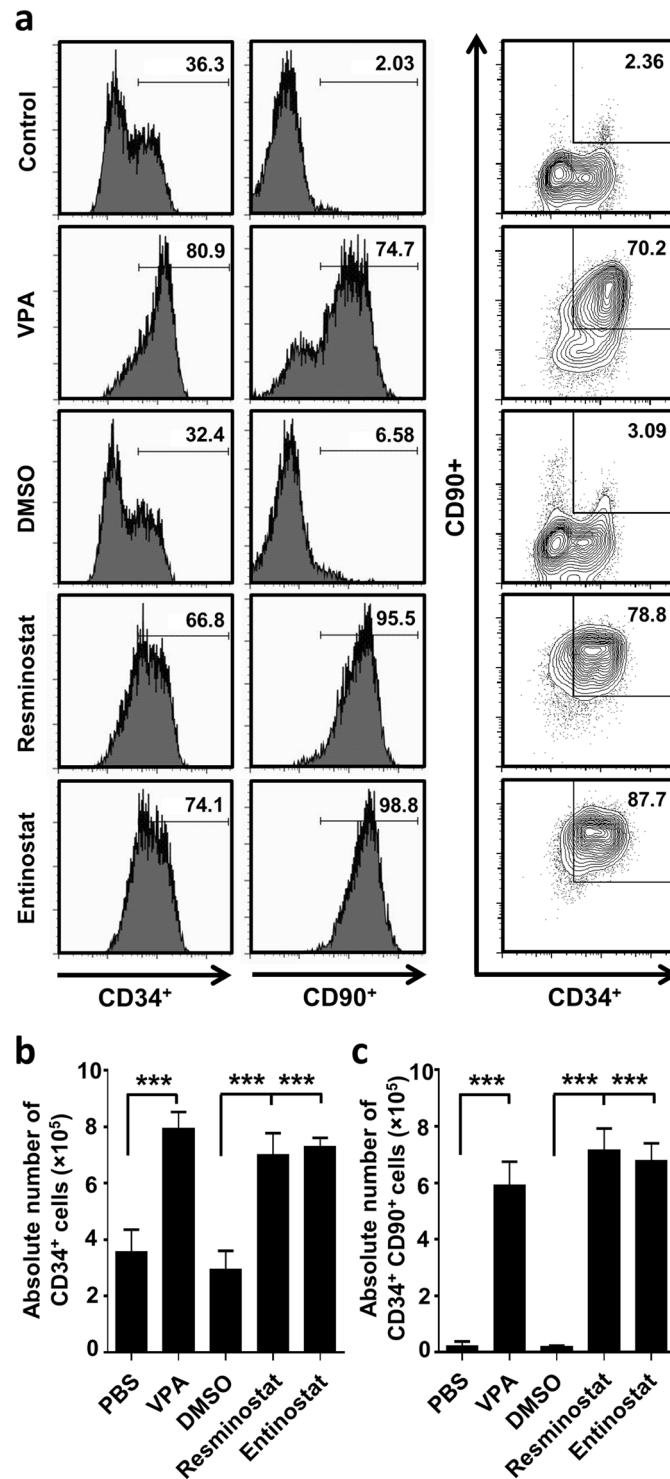 a
Control
36.3
2.03
2.36
VPA
80.9
74.7
70.2
DMSO
32.4
6.58
3.09
CD90+
Resminostat
66.8
95.5
78.8
Entinostat
74.1
98.8
87.7
CD34⁺
CD90⁺
CD34⁺
b
Absolute number of
CD34⁺ cells (×10⁵)
10
8
6
4
2
0
***
***
***
PBS
VPA
DMSO
Resminostat
Entinostat
c
Absolute number of
CD34⁺ CD90⁺ cells (×10⁵)
10
8
6
4
2
0
***
***
***
PBS
VPA
DMSO
Resminostat
Entinostat